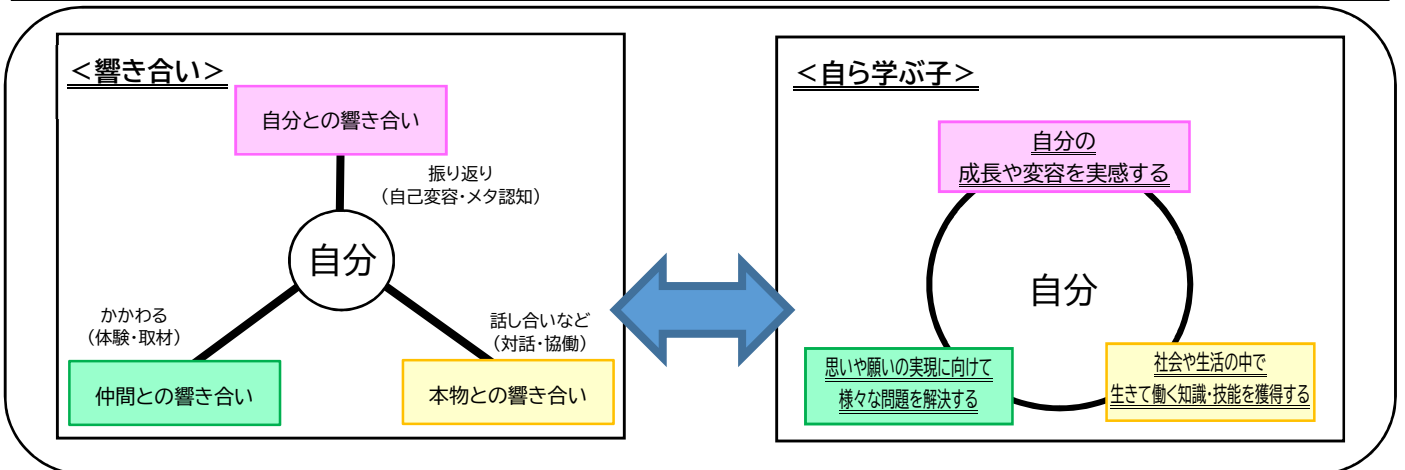 ＜響き合い＞
自分との響き合い
振り返り
（自己変容・メタ認知）
自分
かかわる
（体験・取材）
話し合いなど
（対話・協働）
仲間との響き合い
本物との響き合い
＜自ら学ぶ子＞
自分の
成長や変容を実感する
自分
思いや願いの実現に向けて
様々な問題を解決する
社会や生活の中で
生きて働く知識・技能を獲得する